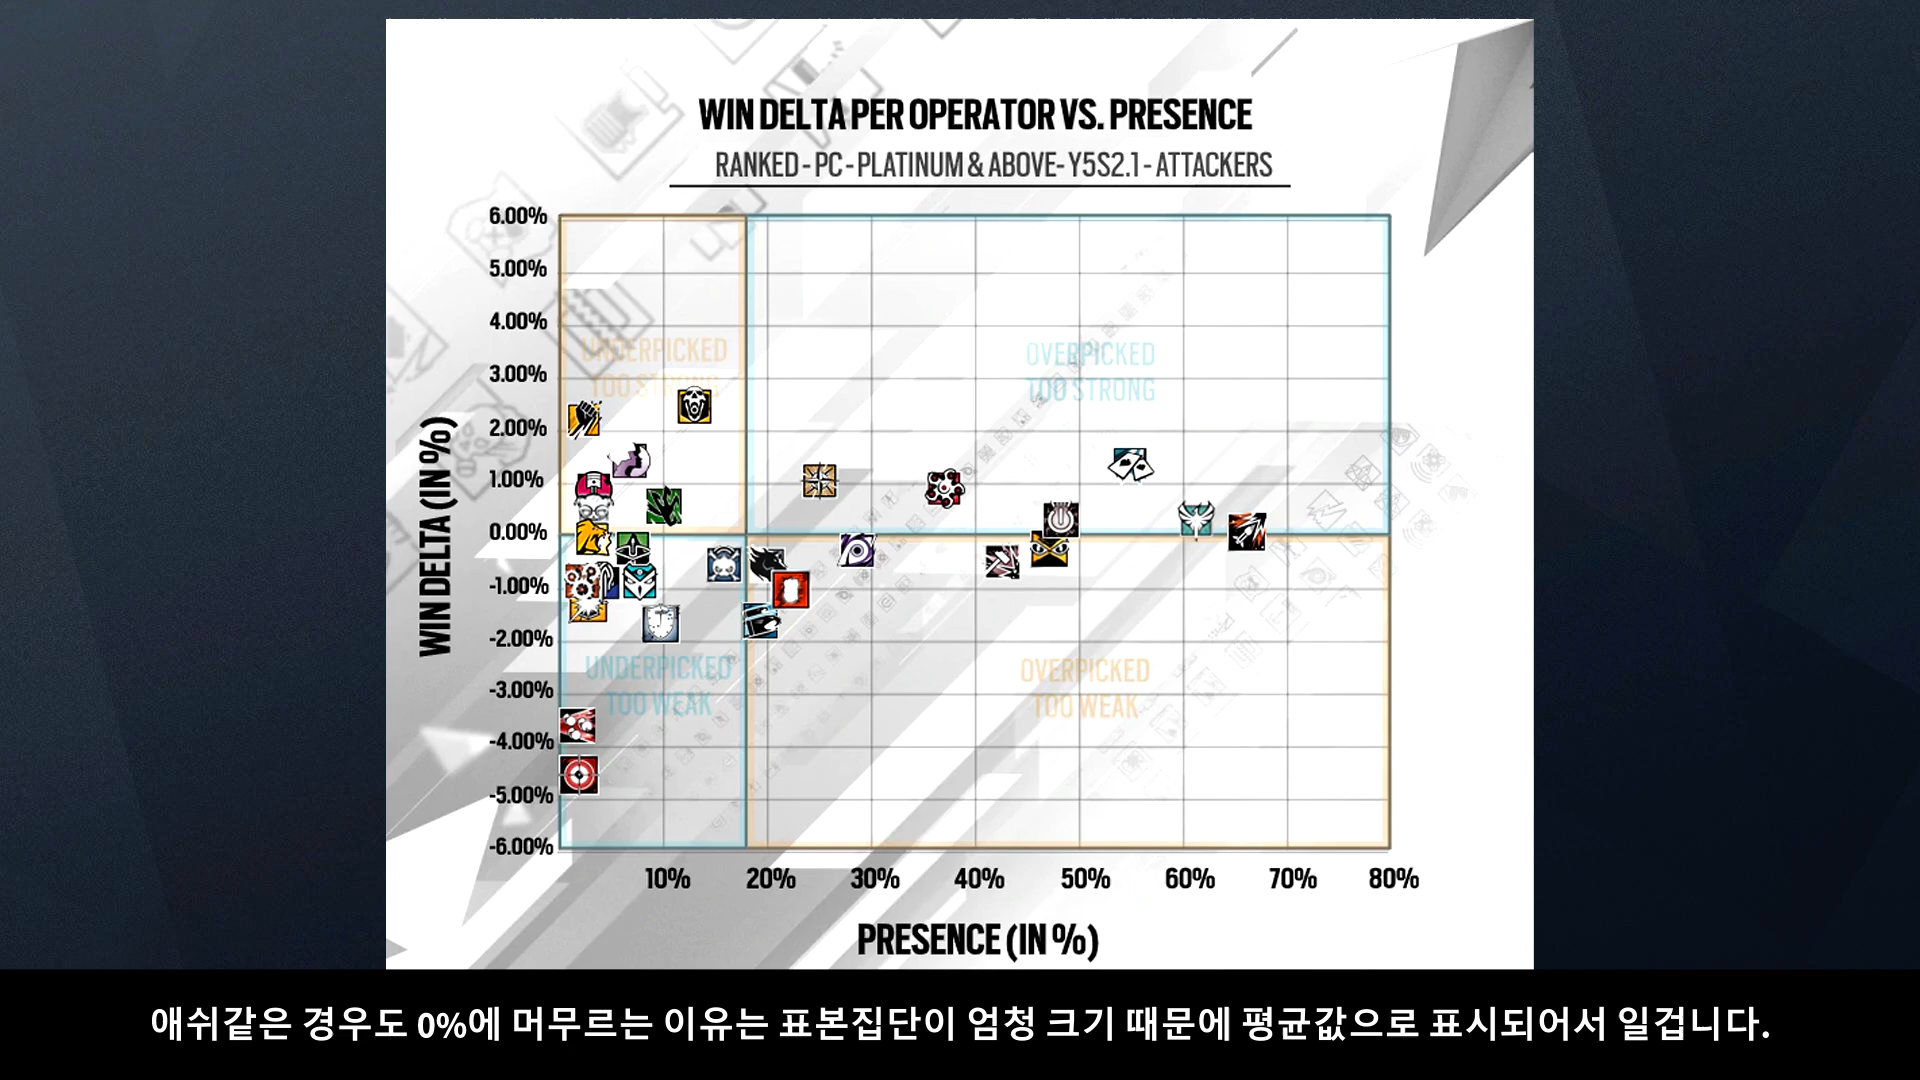 WIN DELTA PER OPERATOR VS. PRESENCE
RANKED - PC - PLATINUM & ABOVE- Y5S2.1 - ATTACKERS
6.00%
5.00%
4.00%
3.00%
2.00%
1.00%
0.00%
-1.00%
-2.00%
-3.00%
-4.00%
-5.00%
-6.00%
WIN DELTA (IN %)
UNDERPICKED
TOO STRONG
OVERPICKED
TOO STRONG
UNDERPICKED
TOO WEAK
OVERPICKED
TOO WEAK
10% 20% 30% 40% 50% 60% 70% 80%
PRESENCE (IN %)
애쉬같은 경우도 0%에 머무르는 이유는 표본집단이 엄청 크기 때문에 평균값으로 표시되어서 일겁니다.